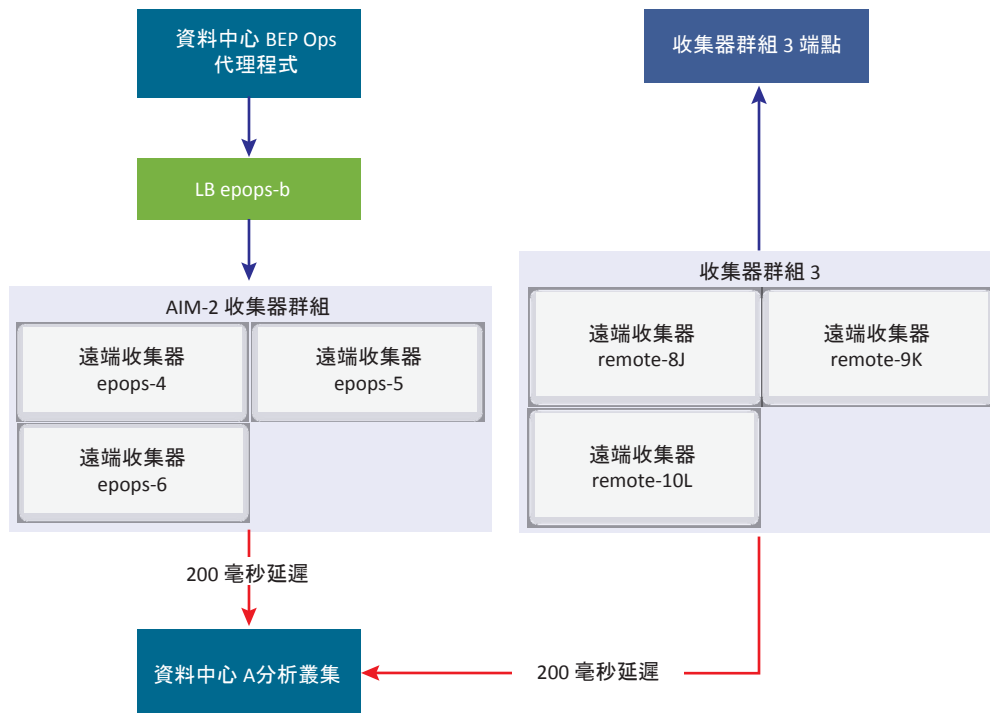 資料中心 BEP Ops
代理程式
LB epops-b
AIM-2 收集器群組
遠端收集器
epops-4
遠端收集器
epops-5
遠端收集器
epops-6
200 毫秒延遲
資料中心 A分析叢集
收集器群組 3 端點
收集器群組 3
遠端收集器
remote-8J
遠端收集器
remote-9K
遠端收集器
remote-10L
200 毫秒延遲